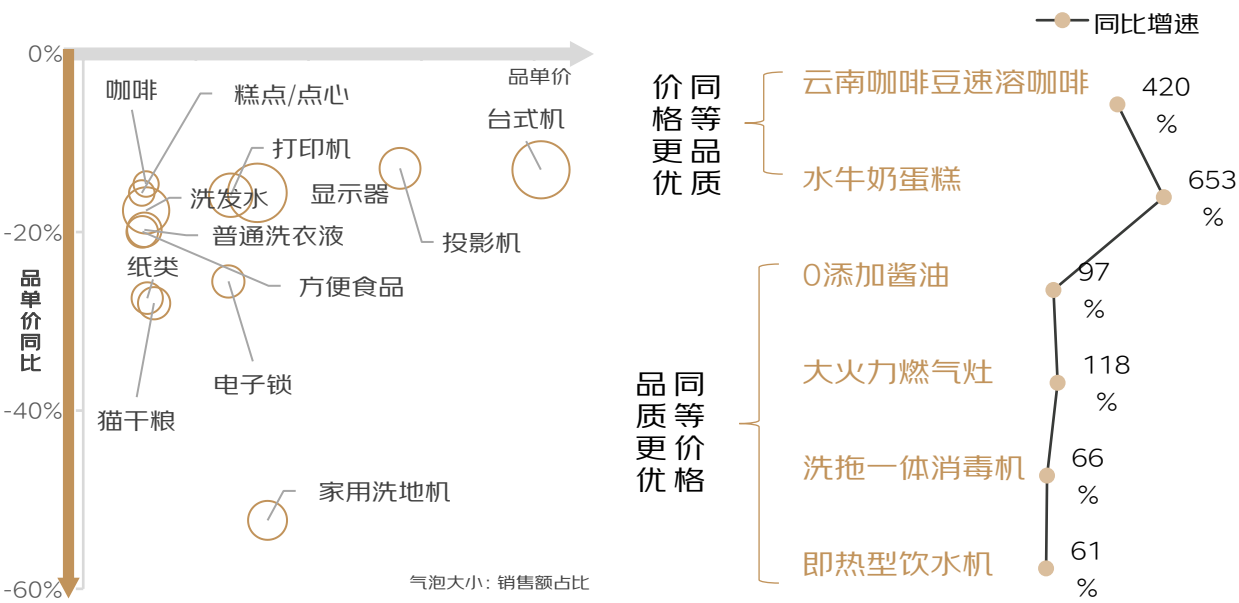 0%
-20%
-40%
-60%
品单价同比
品单价
咖啡
糕点/点心
台式机
打印机
洗发水
显示器
普通洗衣液
投影机
纸类
方便食品
电子锁
猫干粮
家用洗地机
气泡大小：销售额占比
同比增速
同等品质
价格更优
云南咖啡豆速溶咖啡
420
%
水牛奶蛋糕
653
%
同等价格
品质更优
0添加酱油
97
%
大火力燃气灶
118
%
洗拖一体消毒机
66
%
即热型饮水机
61
%